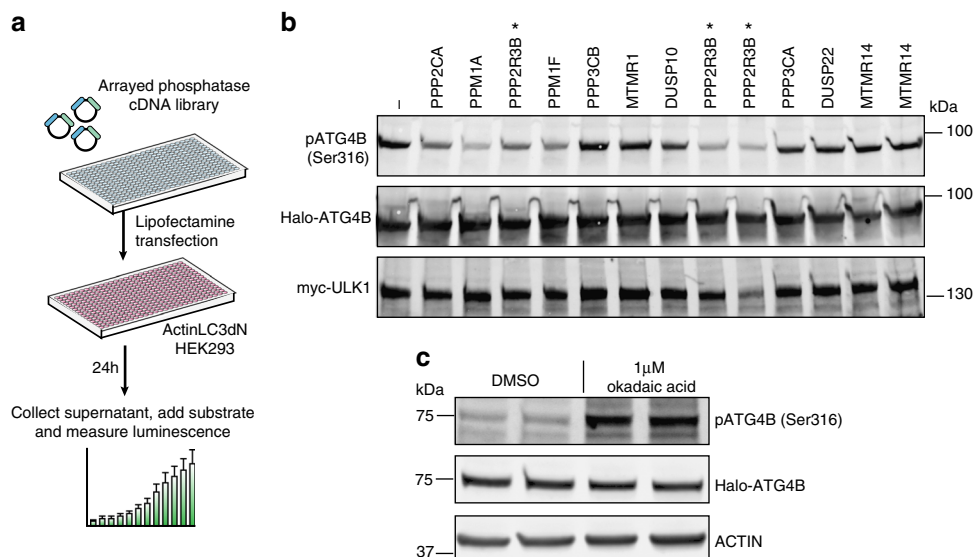 a
Arrayed phosphatase
cDNA library
Lipofectamine
transfection
ActinLC3dN
HEK293
24h
Collect supernatant, add substrate
and measure luminescence
b
* * *
– PPP2CA PPM1A PPP2R3B PPM1F PPP3CB MTMR1 DUSP10 PPP2R3B PPP2R3B PPP3CA DUSP22 MTMR14 MTMR14
kDa
pATG4B
(Ser316)
100
Halo-ATG4B
100
myc-ULK1
130
c
kDa
DMSO
1µM
okadaic acid
75
pATG4B (Ser316)
75
Halo-ATG4B
ACTIN
37